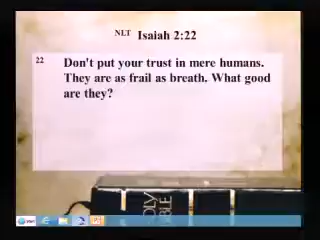 NLT Isaiah 2:22
22 Don't put your trust in mere humans.
They are as frail as breath. What good
are they?
HOLY
BIBLE